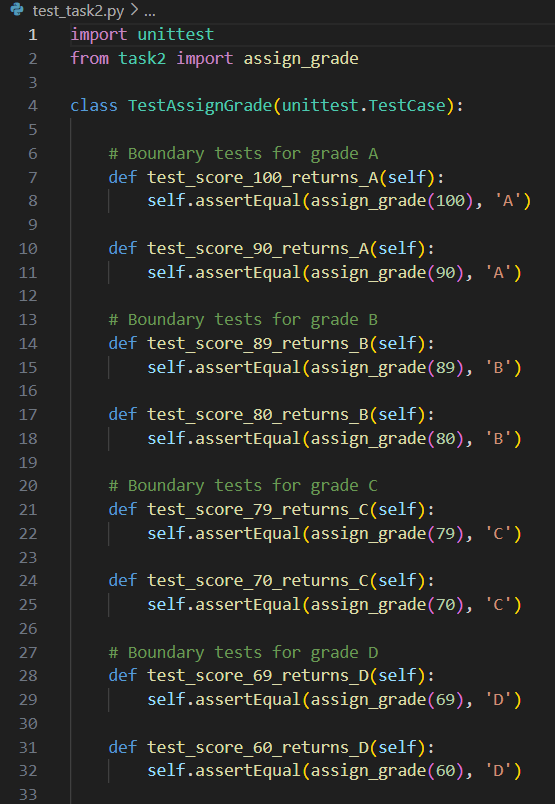 test_task2.py > ...
1 import unittest
2 from task2 import assign_grade
3
4 class TestAssignGrade(unittest.TestCase):
5
6     # Boundary tests for grade A
7     def test_score_100_returns_A(self):
8         self.assertEqual(assign_grade(100), 'A')
9
10     def test_score_90_returns_A(self):
11         self.assertEqual(assign_grade(90), 'A')
12
13     # Boundary tests for grade B
14     def test_score_89_returns_B(self):
15         self.assertEqual(assign_grade(89), 'B')
16
17     def test_score_80_returns_B(self):
18         self.assertEqual(assign_grade(80), 'B')
19
20     # Boundary tests for grade C
21     def test_score_79_returns_C(self):
22         self.assertEqual(assign_grade(79), 'C')
23
24     def test_score_70_returns_C(self):
25         self.assertEqual(assign_grade(70), 'C')
26
27     # Boundary tests for grade D
28     def test_score_69_returns_D(self):
29         self.assertEqual(assign_grade(69), 'D')
30
31     def test_score_60_returns_D(self):
32         self.assertEqual(assign_grade(60), 'D')
33